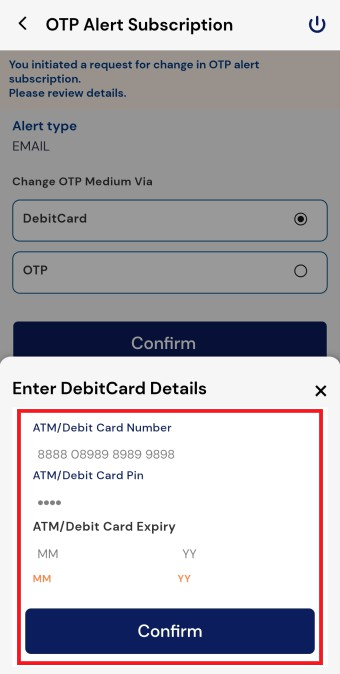 OTP Alert Subscription
You initiated a request for change in OTP alert
subscription.
Please review details.
Alert type
EMAIL
Change OTP Medium Via
DebitCard
OTP
Confirm
Enter DebitCard Details
ATM/Debit Card Number
8888 08989 8989 9898
ATM/Debit Card Pin
••••
ATM/Debit Card Expiry
MM YY
MM YY
Confirm